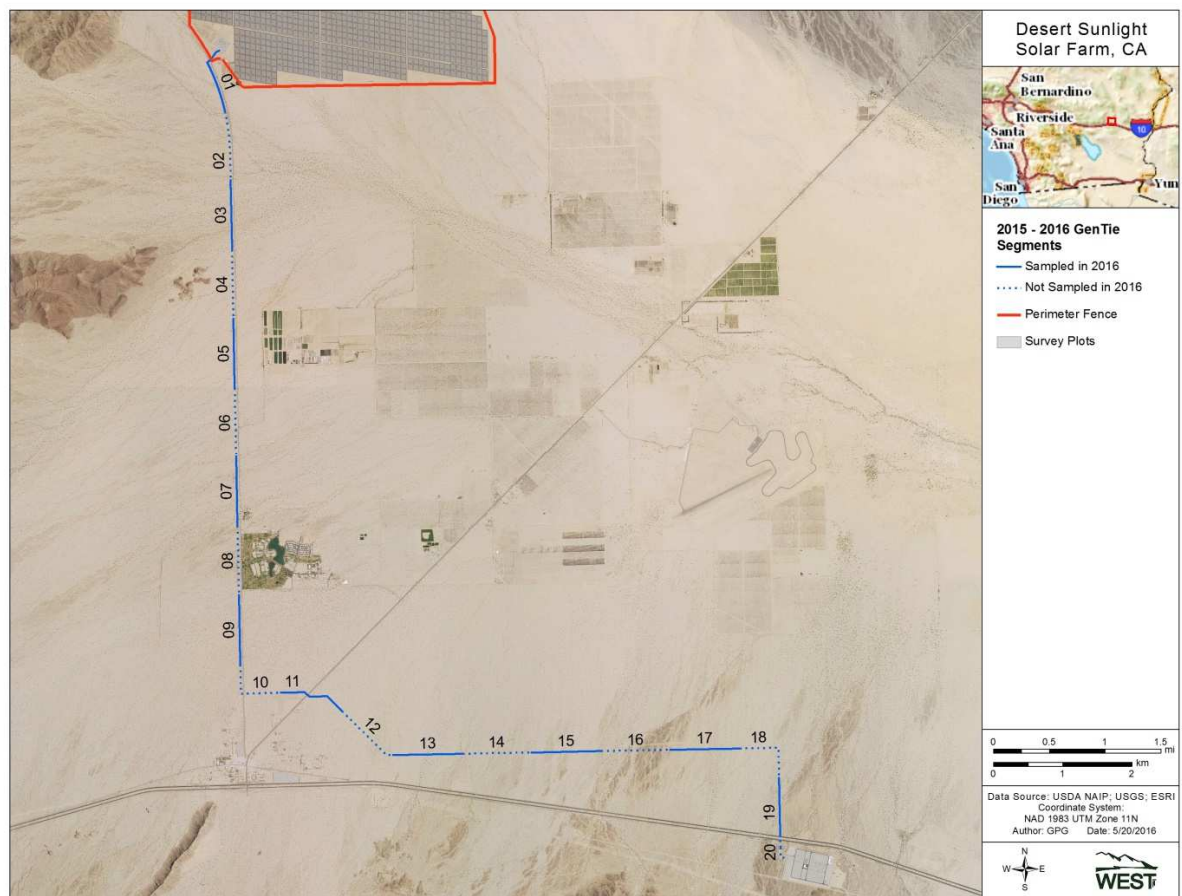 Desert Sunlight
Solar Farm, CA
San
Bernardino
Riverside
Santa
Ana
10
San
Diego
Yun
2015 - 2016 GenTie
Segments
Sampled in 2016
Not Sampled in 2016
Perimeter Fence
Survey Plots
01
02
03
04
05
06
07
08
09
10
11
12
13
14
15
16
17
18
19
20
0 0.5 1 1.5
mi
km
0 1 2
Data Source: USDA NAIP; USGS; ESRI
Coordinate System:
NAD 1983 UTM Zone 11N
Author: GPG Date: 5/20/2016
N
W E
S
WEST